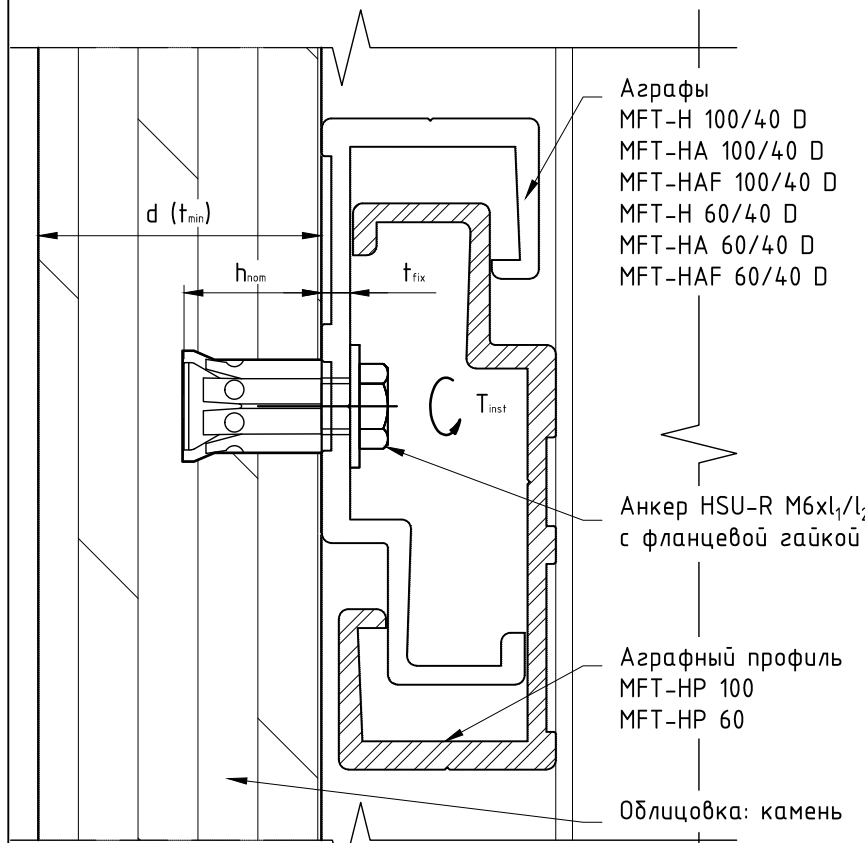 Аграфы
MFT-H 100/40 D
MFT-HA 100/40 D
MFT-HAF 100/40 D
MFT-H 60/40 D
MFT-HA 60/40 D
MFT-HAF 60/40 D
d (tmin)
hnom
tfix
Tinst
Анкер HSU-R M6xl1/l2
с фланцевой гайкой
Аграфный профиль
MFT-HP 100
MFT-HP 60
Облицовка: камень